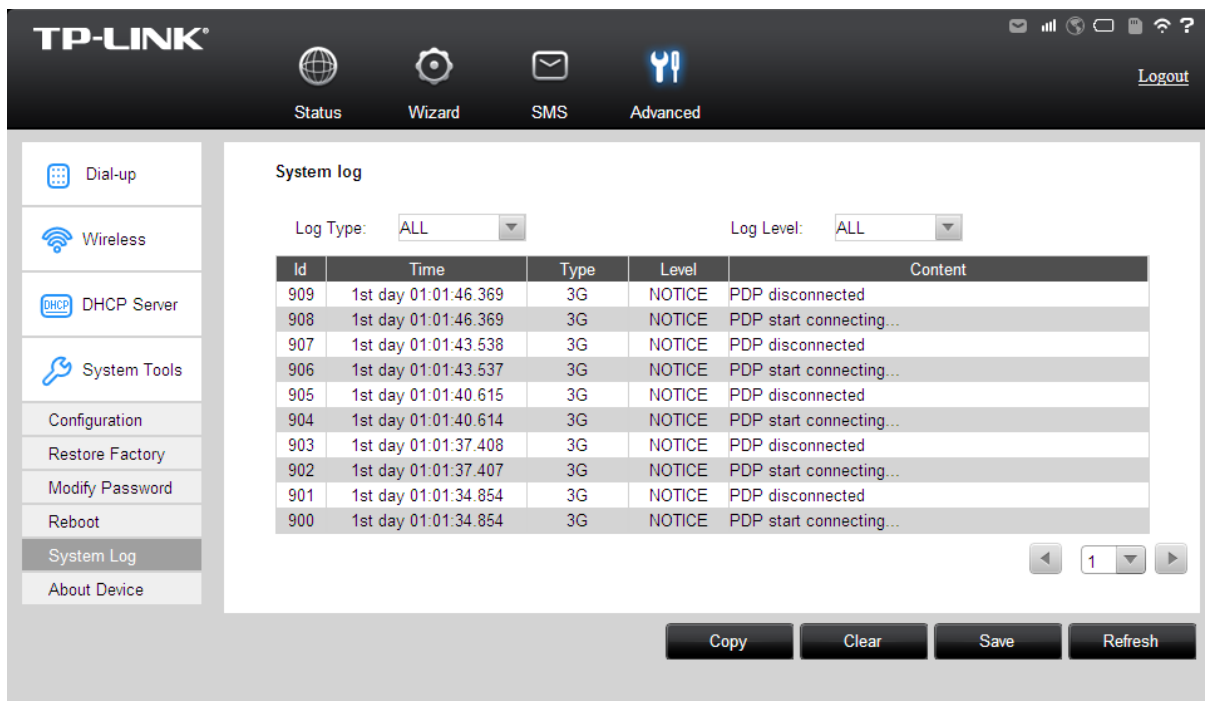 TP-LINK®
?
Logout
Status Wizard SMS Advanced
Dial-up
Wireless
DHCP DHCP Server
System Tools
Configuration
Restore Factory
Modify Password
Reboot
System Log
About Device
System log
Log Type: ALL Log Level: ALL
Id Time Type Level Content
909 1st day 01:01:46.369 3G NOTICE PDP disconnected
908 1st day 01:01:46.369 3G NOTICE PDP start connecting...
907 1st day 01:01:43.538 3G NOTICE PDP disconnected
906 1st day 01:01:43.537 3G NOTICE PDP start connecting...
905 1st day 01:01:40.615 3G NOTICE PDP disconnected
904 1st day 01:01:40.614 3G NOTICE PDP start connecting...
903 1st day 01:01:37.408 3G NOTICE PDP disconnected
902 1st day 01:01:37.407 3G NOTICE PDP start connecting...
901 1st day 01:01:34.854 3G NOTICE PDP disconnected
900 1st day 01:01:34.854 3G NOTICE PDP start connecting...
1
Copy Clear Save Refresh